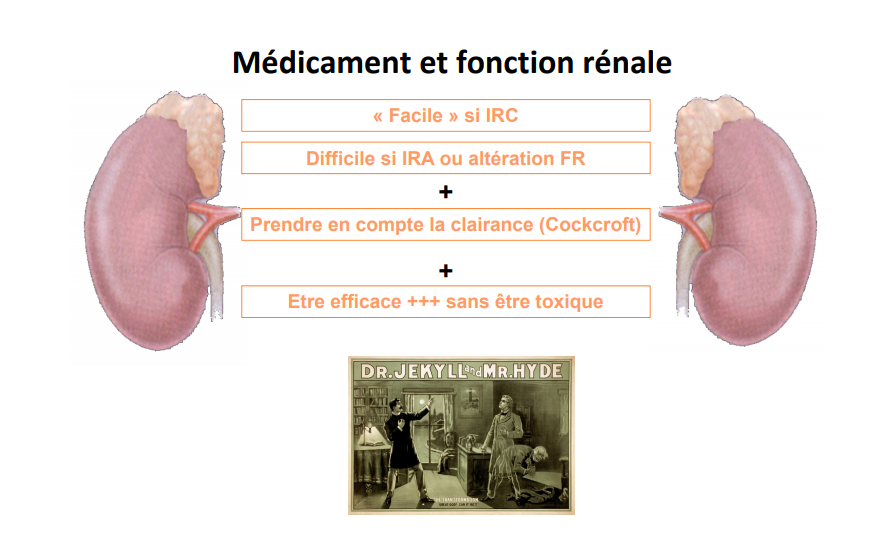 Médicament et fonction rénale
« Facile » si IRC
Difficile si IRA ou altération FR
+
Prendre en compte la clairance (Cockcroft)
+
Etre efficace +++ sans être toxique
DR. JEKYLL and MR. HYDE